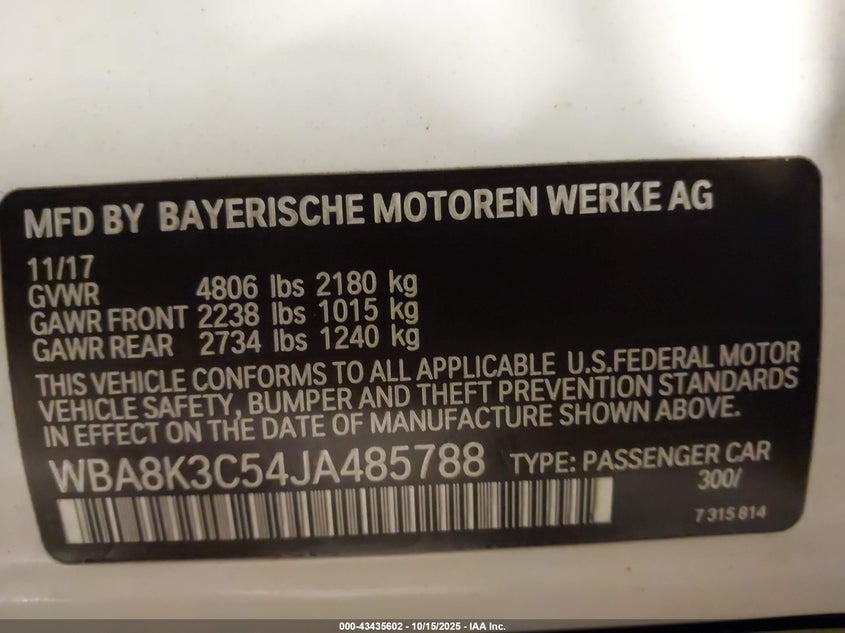 MFD BY BAYERISCHE MOTOREN WERKE AG
11/17
GVWR 4806 lbs 2180 kg
GAWR FRONT 2238 lbs 1015 kg
GAWR REAR 2734 lbs 1240 kg
THIS VEHICLE CONFORMS TO ALL APPLICABLE U.S.FEDERAL MOTOR
VEHICLE SAFETY, BUMPER AND THEFT PREVENTION STANDARDS
IN EFFECT ON THE DATE OF MANUFACTURE SHOWN ABOVE.
WBA8K3C54JA485788 TYPE: PASSENGER CAR
300/
7 315 814
000-43435602 - 10/15/2025 - IAA Inc.